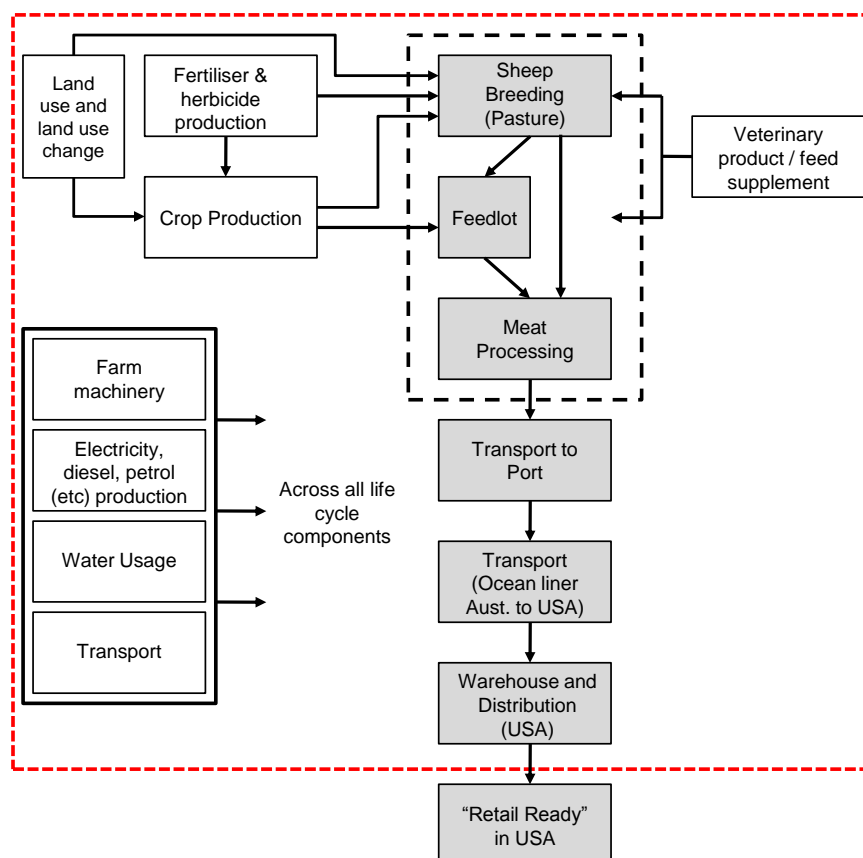 Land
use and
land use
change
Fertiliser &
herbicide
production
Sheep
Breeding
(Pasture)
Veterinary
product / feed
supplement
Crop Production
Feedlot
Meat
Processing
Farm
machinery
Electricity,
diesel, petrol
(etc) production
Water Usage
Transport
Across all life
cycle
components
Transport to
Port
Transport
(Ocean liner
Aust. to USA)
Warehouse and
Distribution
(USA)
“Retail Ready”
in USA